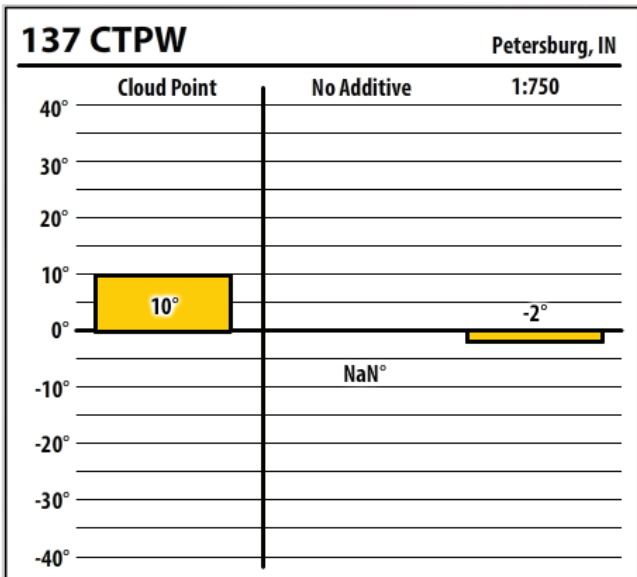 137 CTPW
Petersburg, IN
Cloud Point
No Additive
1:750
40°
30°
20°
10°
10°
0°
-2°
NaN°
-10°
-20°
-30°
-40°